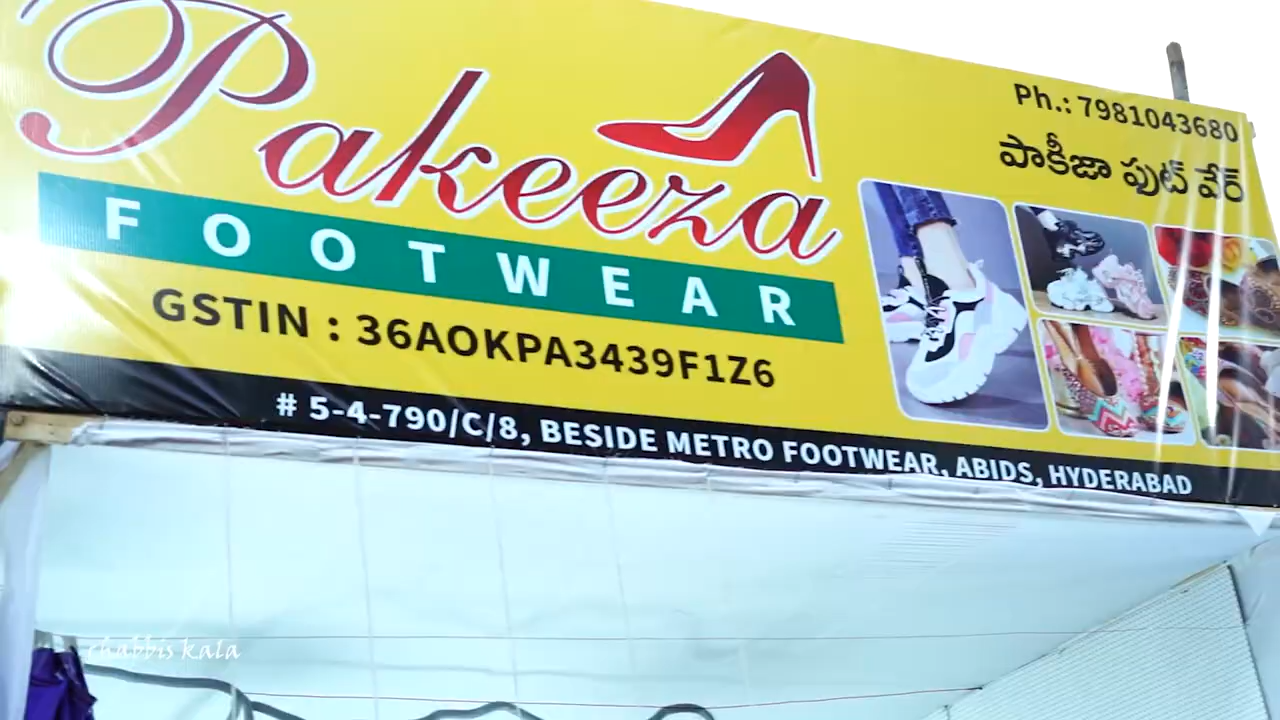 Pakeeza
FOOTWEAR
GSTIN : 36AOKPA3439F1Z6
Ph.: 7981043680
పాకీజా ఫుట్ వేర్
# 5-4-790/C/8, BESIDE METRO FOOTWEAR, ABIDS, HYDERABAD
chabbis kala